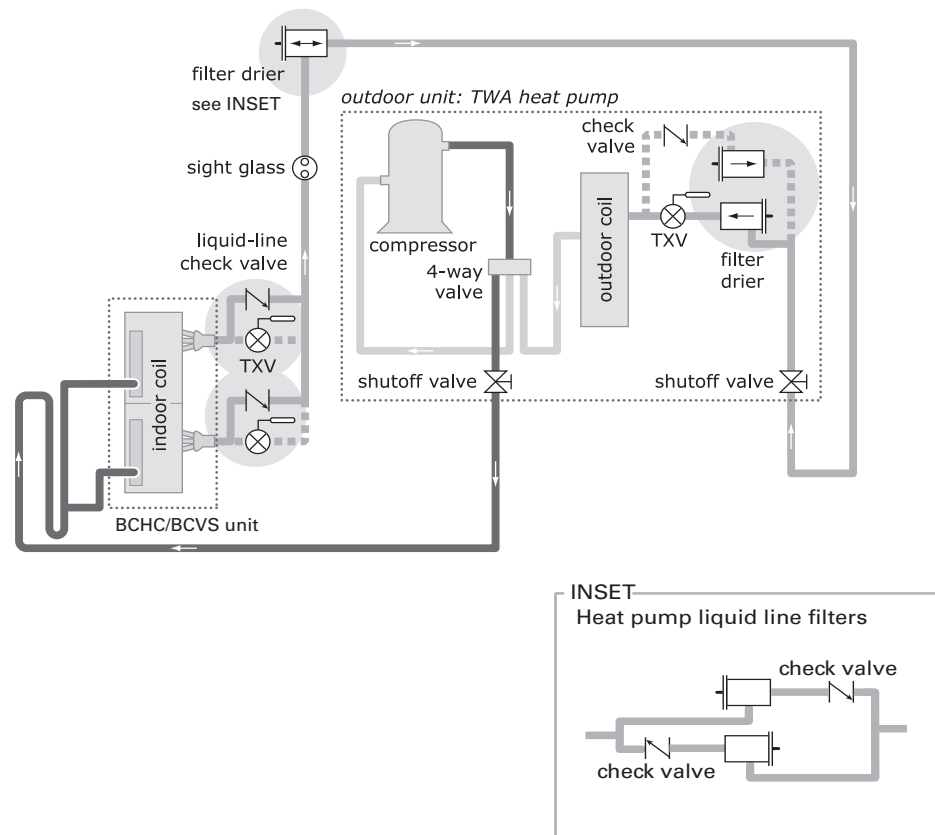 filter drier
see INSET
sight glass
liquid-line
check valve
TXV
indoor coil
BCHC/BCVS unit
outdoor unit: TWA heat pump
compressor
4-way
valve
outdoor coil
check
valve
TXV
filter
drier
shutoff valve
shutoff valve
INSET
Heat pump liquid line filters
check valve
check valve